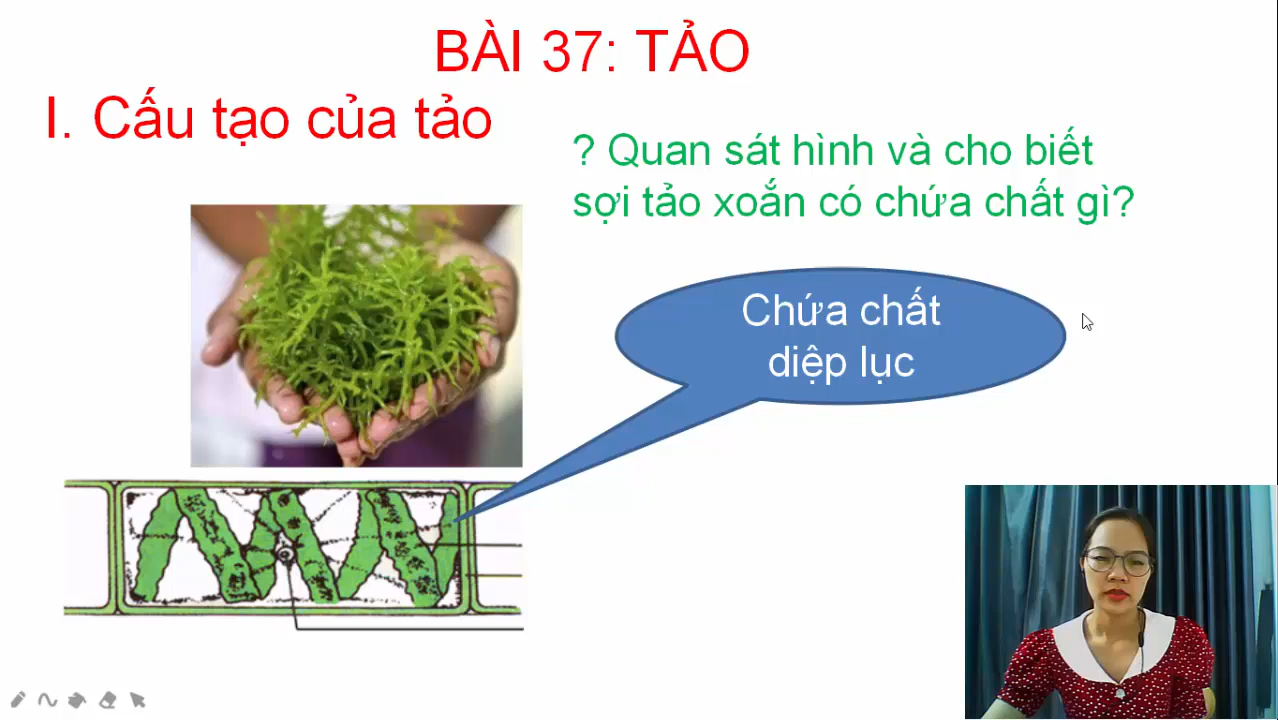 BÀI 37: TẢO
I. Cấu tạo của tảo
? Quan sát hình và cho biết
sợi tảo xoắn có chứa chất gì?
Chứa chất
diệp lục